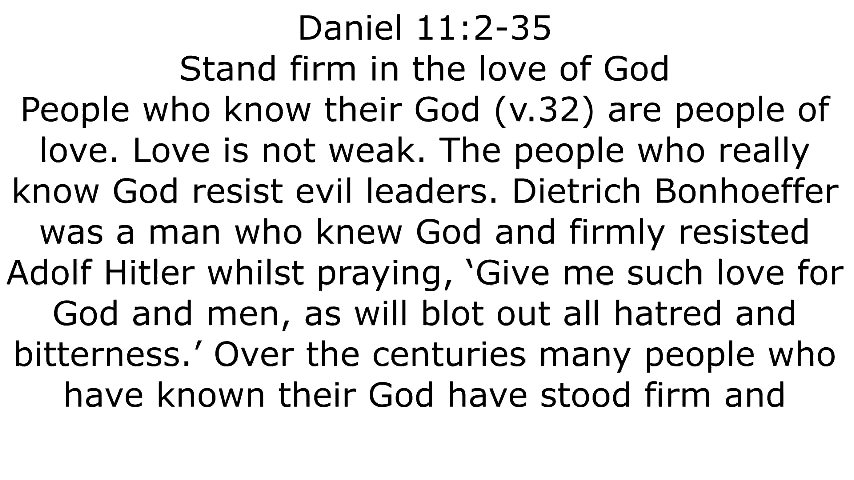 Daniel 11:2-35
Stand firm in the love of God
People who know their God (v.32) are people of
love. Love is not weak. The people who really
know God resist evil leaders. Dietrich Bonhoeffer
was a man who knew God and firmly resisted
Adolf Hitler whilst praying, ‘Give me such love for
God and men, as will blot out all hatred and
bitterness.’ Over the centuries many people who
have known their God have stood firm and